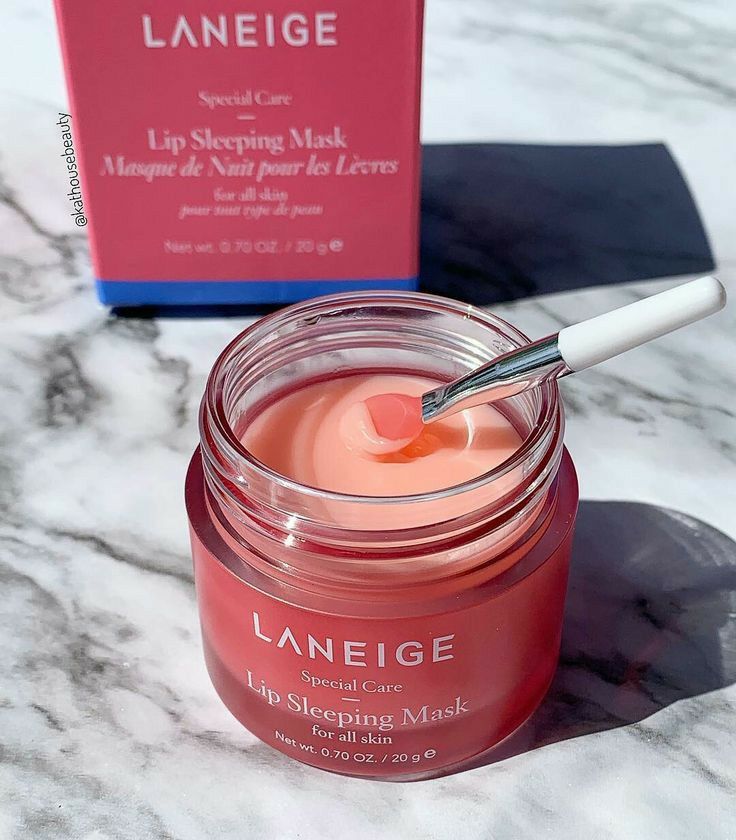 LANEIGE
Special Care
Lip Sleeping Mask
Masque de Nuit pour les Lèvres
for all skin
pour tout type de peau
Net wt. 0.70 OZ. / 20 g ℮
@kathousebeauty
LANEIGE
Special Care
Lip Sleeping Mask
for all skin
Net wt. 0.70 OZ. / 20 g ℮